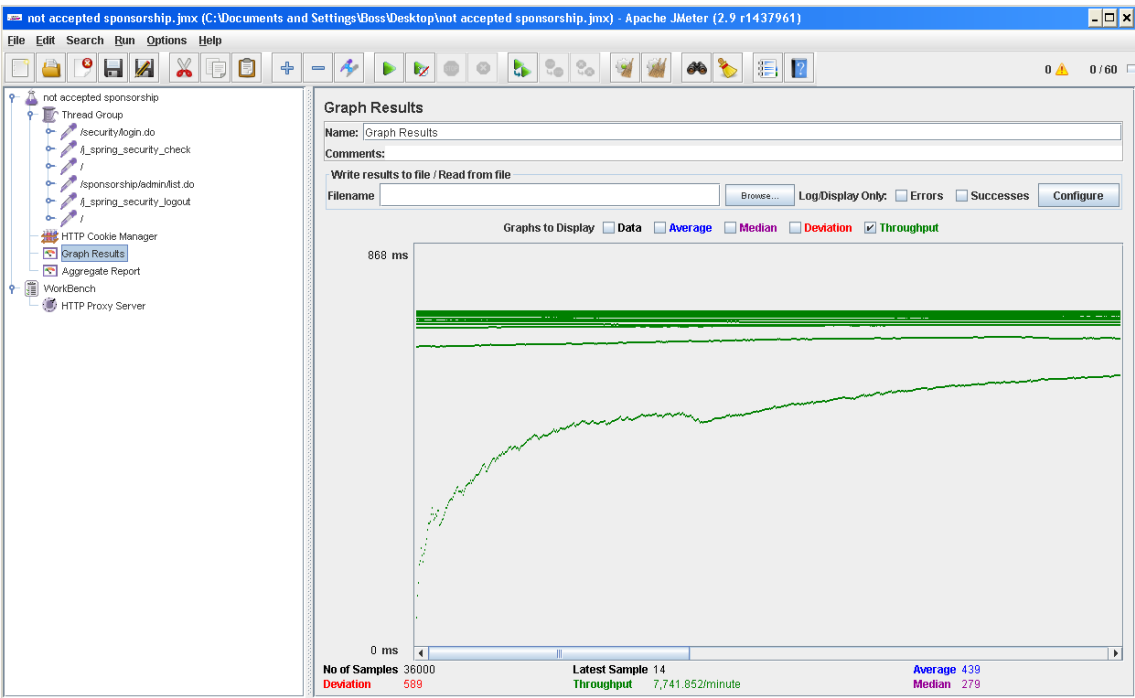 not accepted sponsorship.jmx (C:\Documents and Settings\Boss\Desktop\not accepted sponsorship.jmx) - Apache JMeter (2.9 r1437961)
File Edit Search Run Options Help
0 0 / 60
not accepted sponsorship
Thread Group
/security/login.do
/j_spring_security_check
/
/sponsorship/admin/list.do
/j_spring_security_logout
/
HTTP Cookie Manager
Graph Results
Aggregate Report
WorkBench
HTTP Proxy Server
Graph Results
Name: Graph Results
Comments:
Write results to file / Read from file
Filename Browse... Log/Display Only: Errors Successes Configure
Graphs to Display Data Average Median Deviation Throughput
868 ms
0 ms
No of Samples 36000 Latest Sample 14 Average 439
Deviation 589 Throughput 7,741.852/minute Median 279